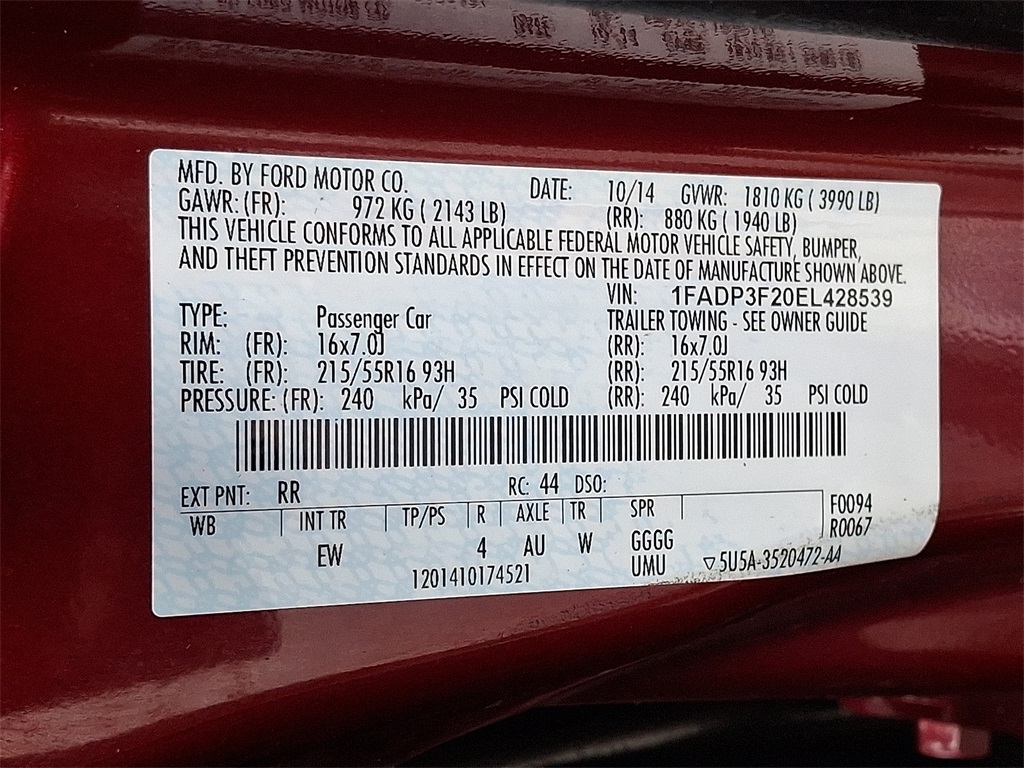 MFD. BY FORD MOTOR CO. DATE: 10/14 GVWR: 1810 KG ( 3990 LB)
GAWR: (FR): 972 KG ( 2143 LB) (RR): 880 KG ( 1940 LB)
THIS VEHICLE CONFORMS TO ALL APPLICABLE FEDERAL MOTOR VEHICLE SAFETY, BUMPER,
AND THEFT PREVENTION STANDARDS IN EFFECT ON THE DATE OF MANUFACTURE SHOWN ABOVE.
VIN: 1FADP3F20EL428539
TYPE: Passenger Car TRAILER TOWING - SEE OWNER GUIDE
RIM: (FR): 16x7.0J (RR): 16x7.0J
TIRE: (FR): 215/55R16 93H (RR): 215/55R16 93H
PRESSURE: (FR): 240 kPa/ 35 PSI COLD (RR): 240 kPa/ 35 PSI COLD
EXT PNT: RR RC: 44 DSO:
WB INT TR TP/PS R AXLE TR SPR F0094
R0067
EW 4 AU W GGGG
UMU ▽5U5A-3520472-AA
1201410174521